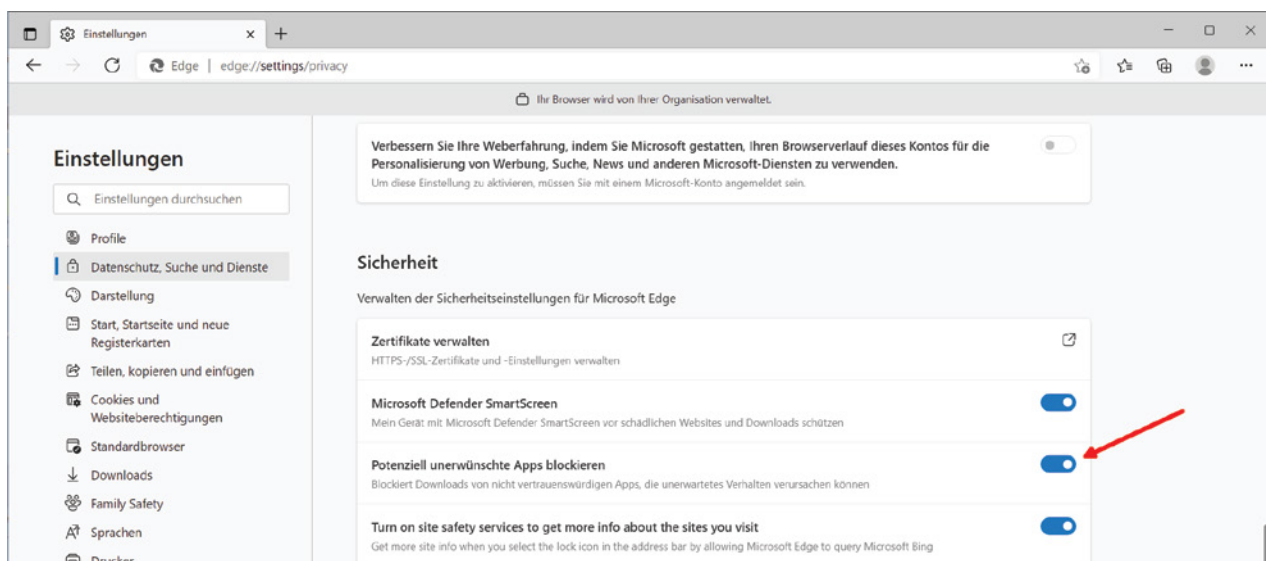 Einstellungen
Edge | edge://settings/privacy
Ihr Browser wird von Ihrer Organisation verwaltet.
Einstellungen
Einstellungen durchsuchen
Profile
Datenschutz, Suche und Dienste
Darstellung
Start, Startseite und neue
Registerkarten
Teilen, kopieren und einfügen
Cookies und
Websiteberechtigungen
Standardbrowser
Downloads
Family Safety
Sprachen
Drucker
Verbessern Sie Ihre Weberfahrung, indem Sie Microsoft gestatten, Ihren Browserverlauf dieses Kontos für die
Personalisierung von Werbung, Suche, News und anderen Microsoft-Diensten zu verwenden.
Um diese Einstellung zu aktivieren, müssen Sie mit einem Microsoft-Konto angemeldet sein.
Sicherheit
Verwalten der Sicherheitseinstellungen für Microsoft Edge
Zertifikate verwalten
HTTPS-/SSL-Zertifikate und -Einstellungen verwalten
Microsoft Defender SmartScreen
Mein Gerät mit Microsoft Defender SmartScreen vor schädlichen Websites und Downloads schützen
Potenziell unerwünschte Apps blockieren
Blockiert Downloads von nicht vertrauenswürdigen Apps, die unerwartetes Verhalten verursachen können
Turn on site safety services to get more info about the sites you visit
Get more site info when you select the lock icon in the address bar by allowing Microsoft Edge to query Microsoft Bing